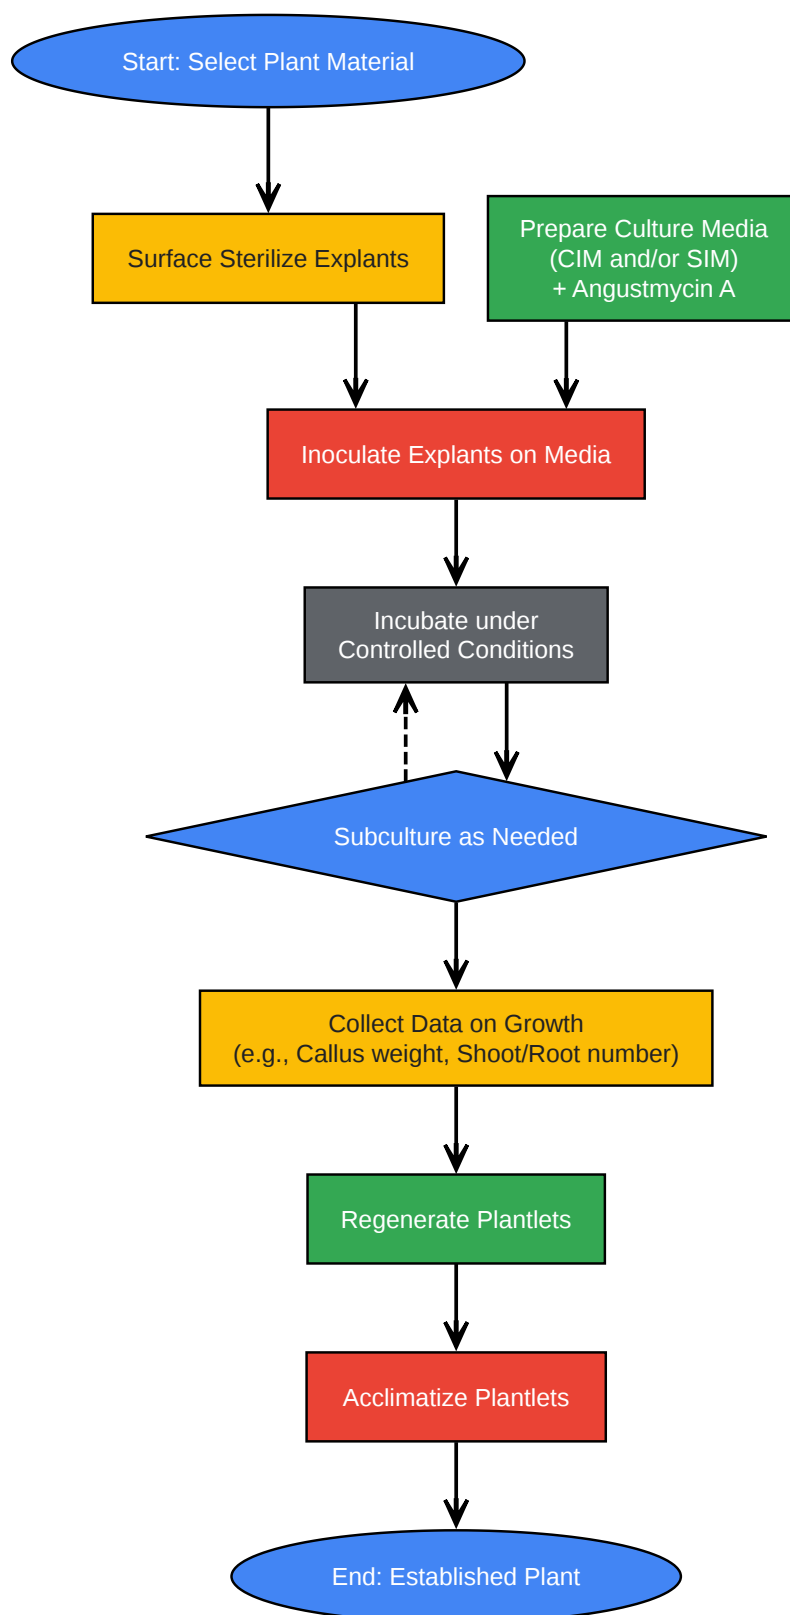 Start: Select Plant Material
Surface Sterilize Explants
Prepare Culture Media
(CIM and/or SIM)
+ Angustmycin A
Inoculate Explants on Media
Incubate under
Controlled Conditions
Subculture as Needed
Collect Data on Growth
(e.g., Callus weight, Shoot/Root number)
Regenerate Plantlets
Acclimatize Plantlets
End: Established Plant